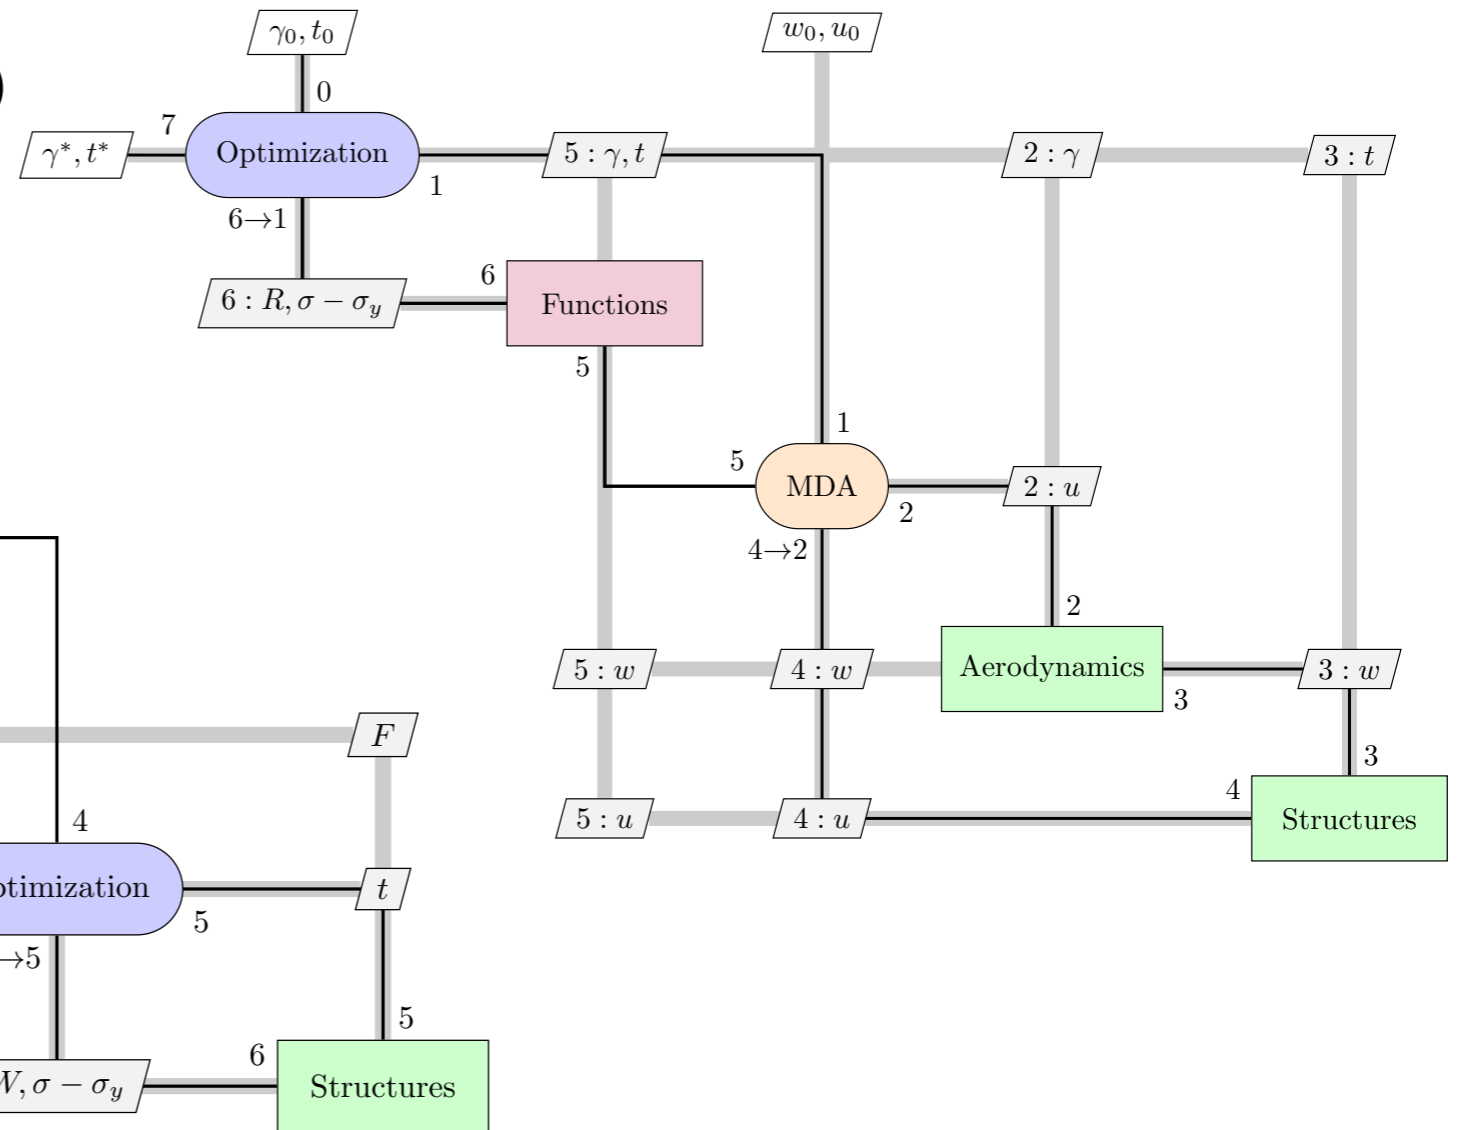 γ₀, t₀
w₀, u₀
)
0
7
γ*, t*
Optimization
5 : γ, t
2 : γ
3 : t
1
6→1
6
6 : R, σ − σ_y
Functions
5
1
5
MDA
2 : u
2
4→2
2
5 : w
4 : w
Aerodynamics
3 : w
3
F
3
4
5 : u
4 : u
Structures
4
ptimization
t
5
→5
5
6
W, σ − σ_y
Structures